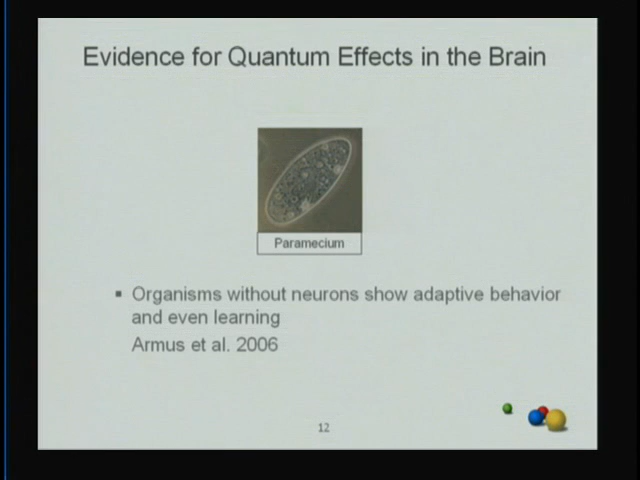 Evidence for Quantum Effects in the Brain
Paramecium
▪ Organisms without neurons show adaptive behavior
and even learning
Armus et al. 2006
12